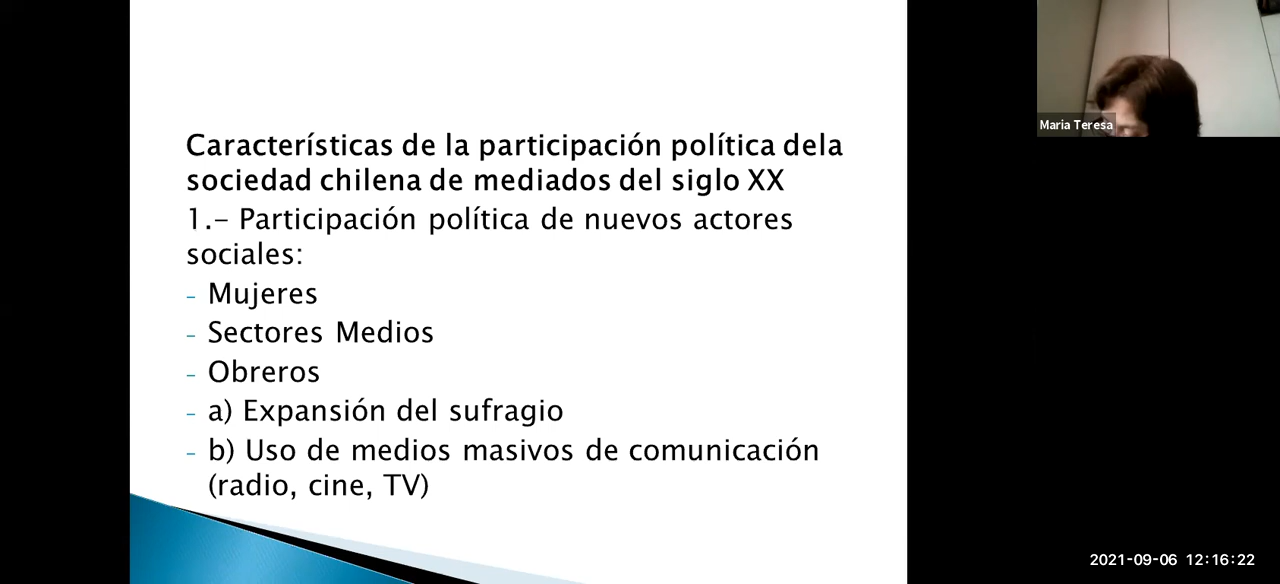 Características de la participación política dela
sociedad chilena de mediados del siglo XX
1.- Participación política de nuevos actores
sociales:
- Mujeres
- Sectores Medios
- Obreros
- a) Expansión del sufragio
- b) Uso de medios masivos de comunicación
(radio, cine, TV)
Maria Teresa
2021-09-06 12:16:22